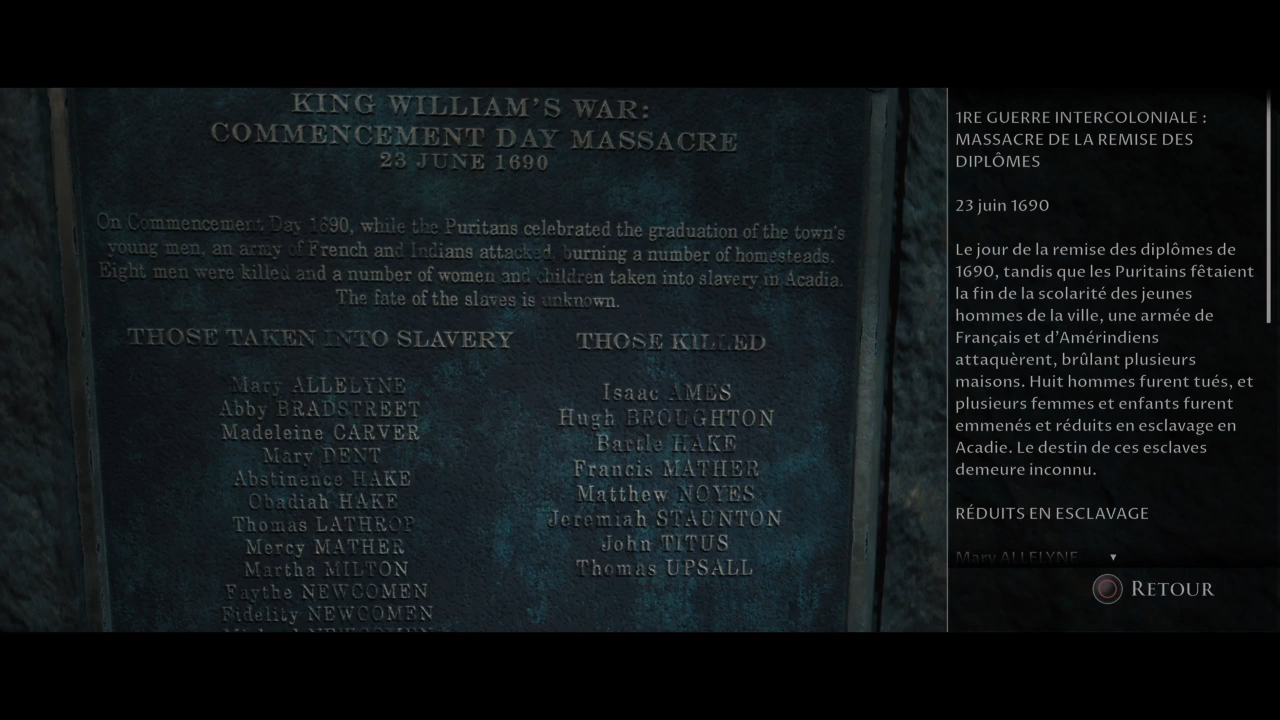 KING WILLIAM'S WAR:
COMMENCEMENT DAY MASSACRE
23 JUNE 1690
On Commencement Day 1690, while the Puritans celebrated the graduation of the town's
young men, an army of French and Indians attacked, burning a number of homesteads.
Eight men were killed and a number of women and children taken into slavery in Acadia.
The fate of the slaves is unknown.
THOSE TAKEN INTO SLAVERY
Mary ALLELYNE
Abby BRADSTREET
Madeleine CARVER
Mary DENT
Abstinence HAKE
Obadiah HAKE
Thomas LATHROP
Mercy MATHER
Martha MILTON
Faythe NEWCOMEN
Fidelity NEWCOMEN
THOSE KILLED
Isaac AMES
Hugh BROUGHTON
Bartle HAKE
Francis MATHER
Matthew NOYES
Jeremiah STAUNTON
John TITUS
Thomas UPSALL
1RE GUERRE INTERCOLONIALE :
MASSACRE DE LA REMISE DES
DIPLÔMES
23 juin 1690
Le jour de la remise des diplômes de
1690, tandis que les Puritains fêtaient
la fin de la scolarité des jeunes
hommes de la ville, une armée de
Français et d'Amérindiens
attaquèrent, brûlant plusieurs
maisons. Huit hommes furent tués, et
plusieurs femmes et enfants furent
emmenés et réduits en esclavage en
Acadie. Le destin de ces esclaves
demeure inconnu.
RÉDUITS EN ESCLAVAGE
Mary ALLELYNE
RETOUR